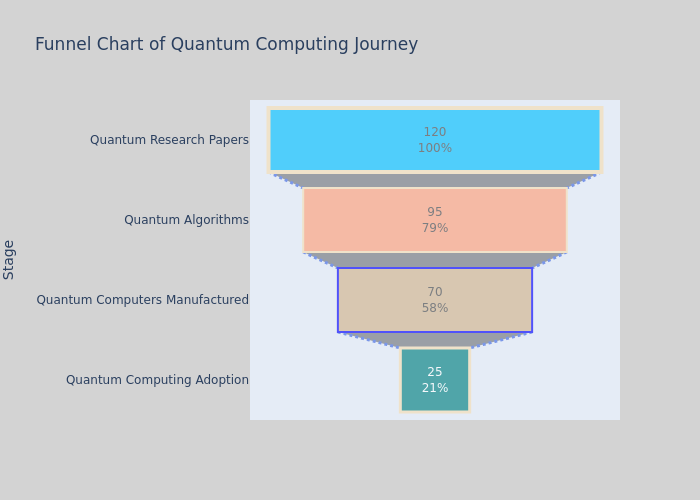 Funnel Chart of Quantum Computing Journey
Stage
Quantum Research Papers
120
100%
Quantum Algorithms
95
79%
Quantum Computers Manufactured
70
58%
Quantum Computing Adoption
25
21%